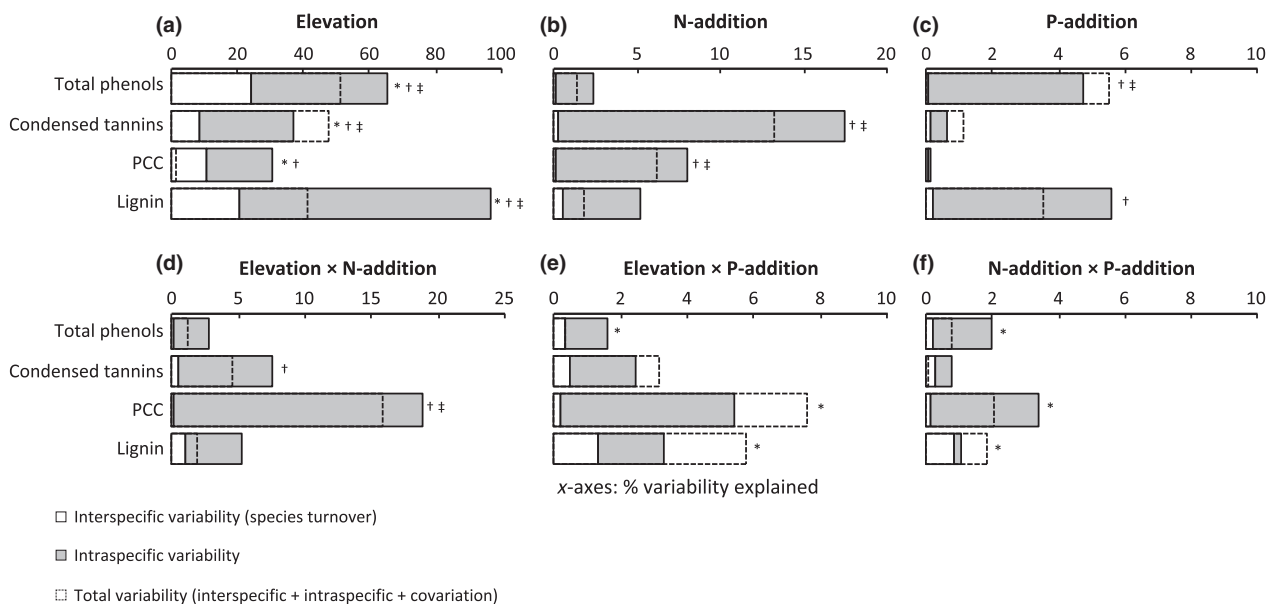 (a) Elevation
0 20 40 60 80 100
Total phenols * † ‡
Condensed tannins * † ‡
PCC * †
Lignin * † ‡
(b) N-addition
0 5 10 15 20
† ‡
† ‡
(c) P-addition
0 2 4 6 8 10
† ‡
†
(d) Elevation × N-addition
0 5 10 15 20 25
Total phenols
Condensed tannins †
PCC † ‡
Lignin
(e) Elevation × P-addition
0 2 4 6 8 10
*
*
*
x-axes: % variability explained
(f) N-addition × P-addition
0 2 4 6 8 10
*
*
*
Interspecific variability (species turnover)
Intraspecific variability
Total variability (interspecific + intraspecific + covariation)